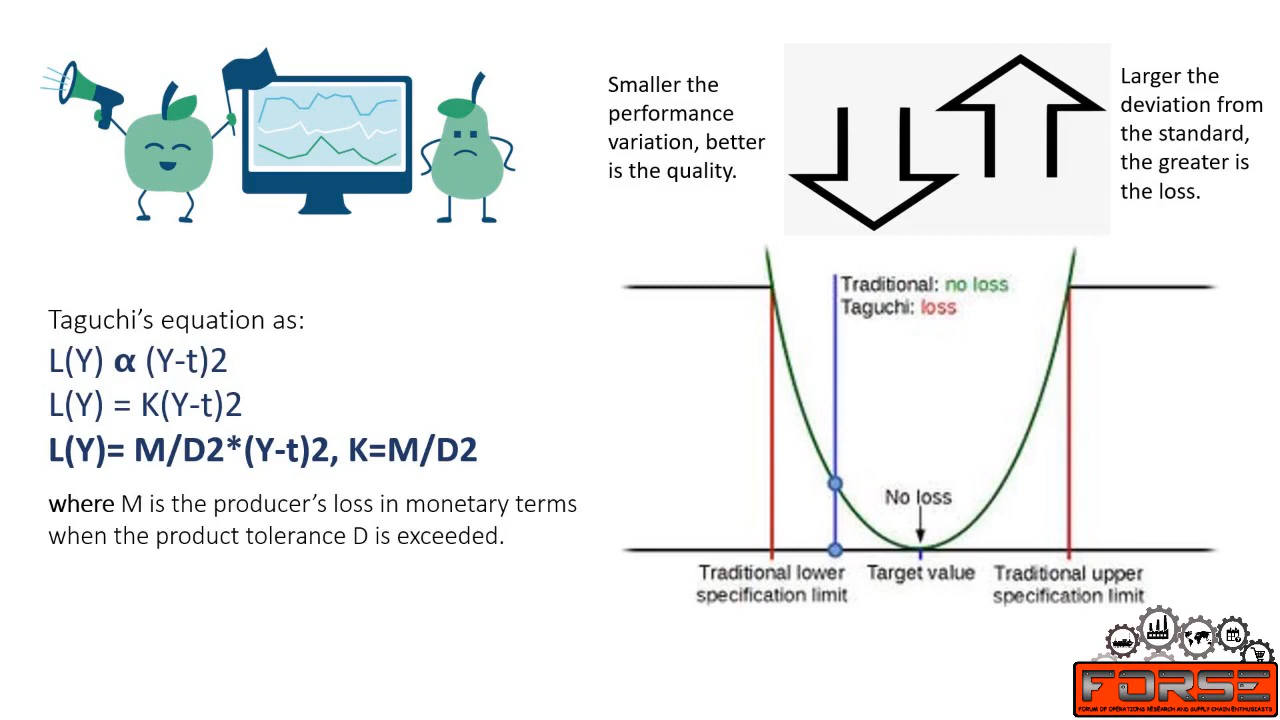 Smaller the
performance
variation, better
is the quality.
Larger the
deviation from
the standard,
the greater is
the loss.
Taguchi’s equation as:
L(Y) α (Y-t)2
L(Y) = K(Y-t)2
L(Y)= M/D2*(Y-t)2, K=M/D2
where M is the producer’s loss in monetary terms
when the product tolerance D is exceeded.
Traditional: no loss
Taguchi: loss
No loss
Traditional lower
specification limit
Target value
Traditional upper
specification limit
FORSE
FORUM OF OPERATIONS RESEARCH AND SUPPLY CHAIN ENTHUSIASTS